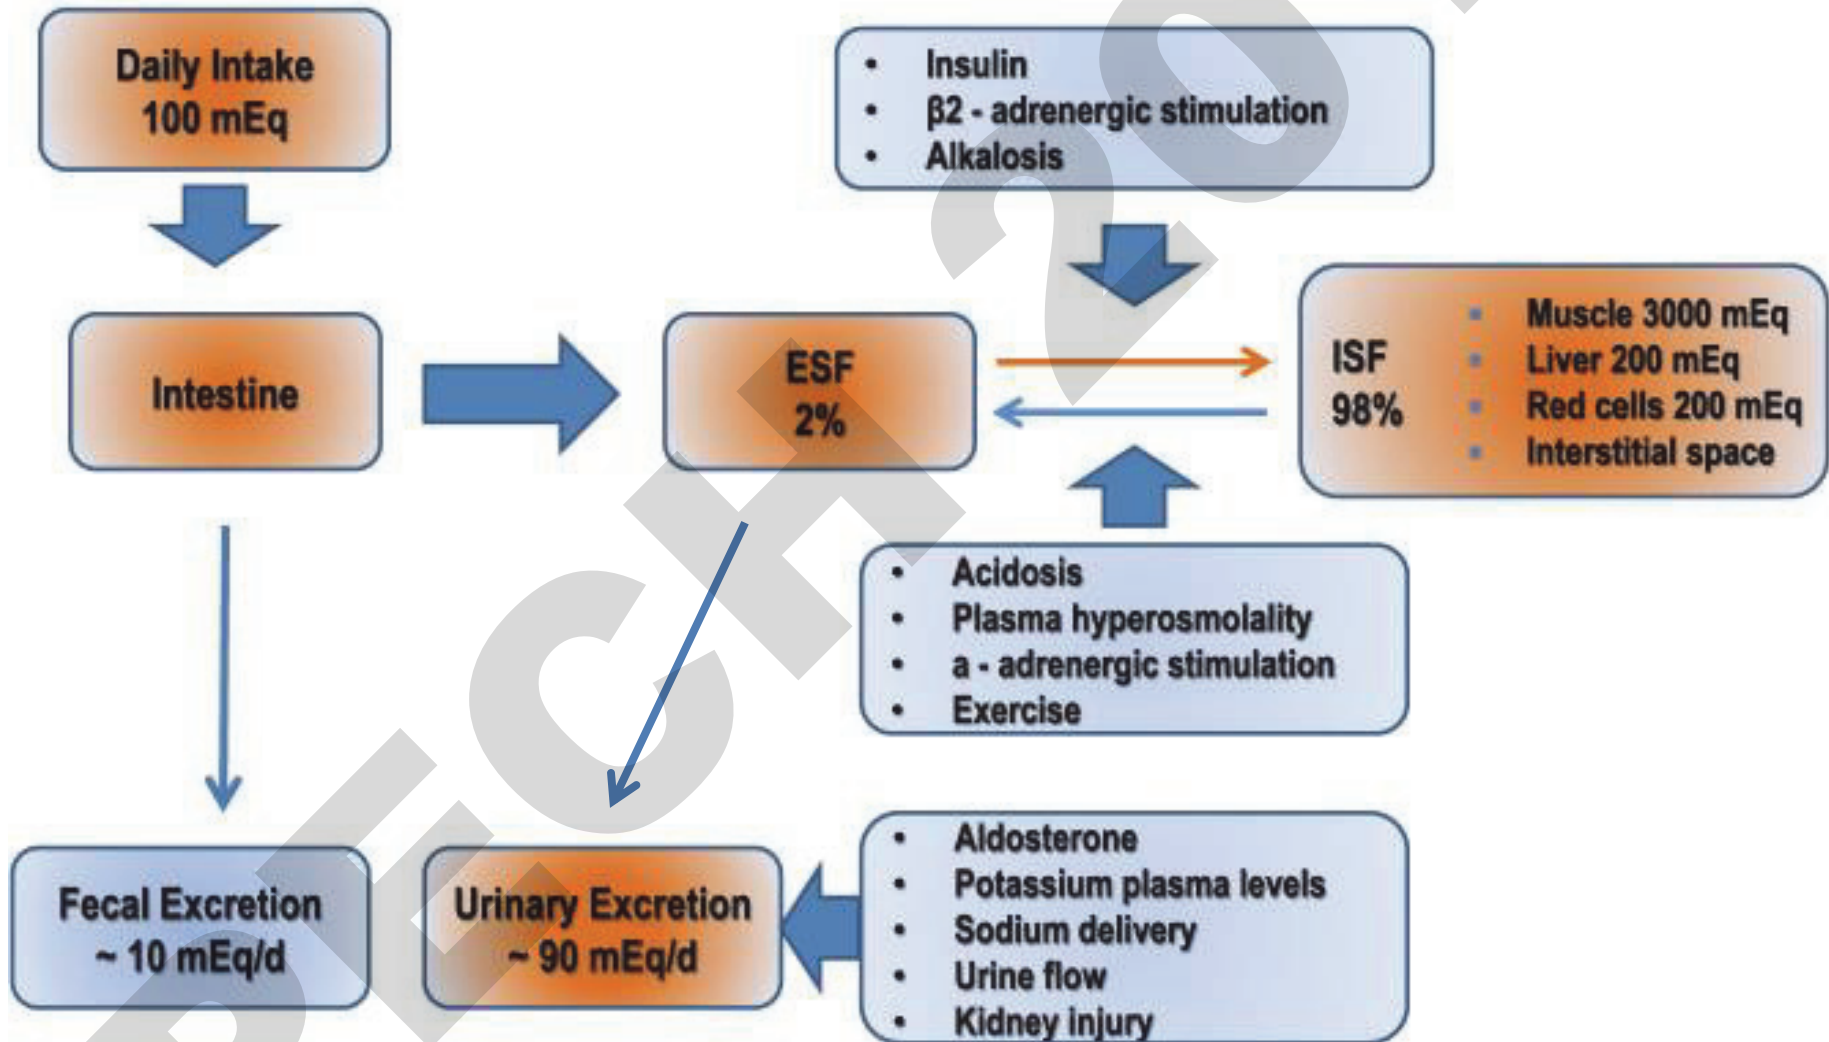 Daily Intake
100 mEq
• Insulin
• β2 - adrenergic stimulation
• Alkalosis
Intestine
ESF
2%
ISF
98%
▪ Muscle 3000 mEq
▪ Liver 200 mEq
▪ Red cells 200 mEq
▪ Interstitial space
• Acidosis
• Plasma hyperosmolality
• a - adrenergic stimulation
• Exercise
Fecal Excretion
~ 10 mEq/d
Urinary Excretion
~ 90 mEq/d
• Aldosterone
• Potassium plasma levels
• Sodium delivery
• Urine flow
• Kidney injury